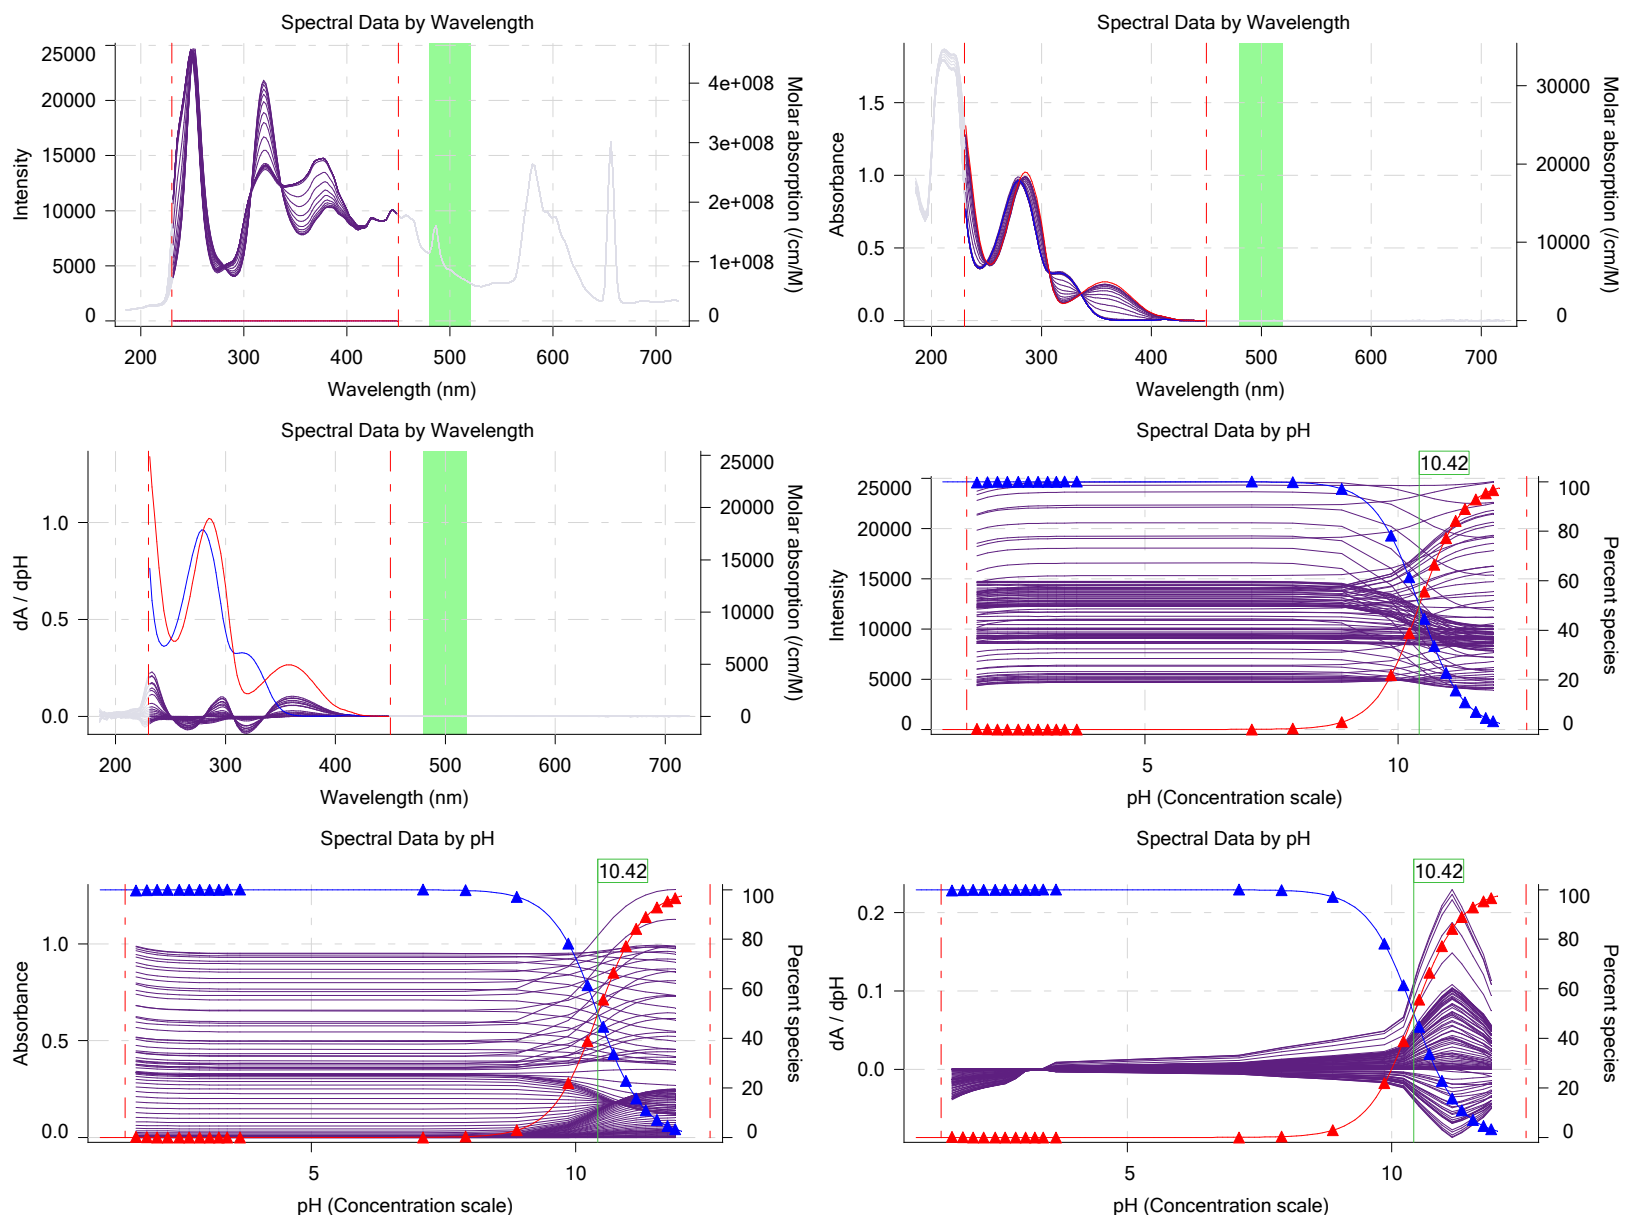 Spectral Data by Wavelength
25000
20000
15000
10000
5000
0
Intensity
4e+008
3e+008
2e+008
1e+008
0
Molar absorption (/cm/M)
200 300 400 500 600 700
Wavelength (nm)
Spectral Data by Wavelength
1.5
1.0
0.5
0.0
Absorbance
30000
20000
10000
0
Molar absorption (/cm/M)
200 300 400 500 600 700
Wavelength (nm)
Spectral Data by Wavelength
1.0
0.5
0.0
dA / dpH
25000
20000
15000
10000
5000
0
Molar absorption (/cm/M)
200 300 400 500 600 700
Wavelength (nm)
Spectral Data by pH
10.42
25000
20000
15000
10000
5000
0
Intensity
100
80
60
40
20
0
Percent species
5 10
pH (Concentration scale)
Spectral Data by pH
10.42
1.0
0.5
0.0
Absorbance
100
80
60
40
20
0
Percent species
5 10
pH (Concentration scale)
Spectral Data by pH
10.42
0.2
0.1
0.0
dA / dpH
100
80
60
40
20
0
Percent species
5 10
pH (Concentration scale)